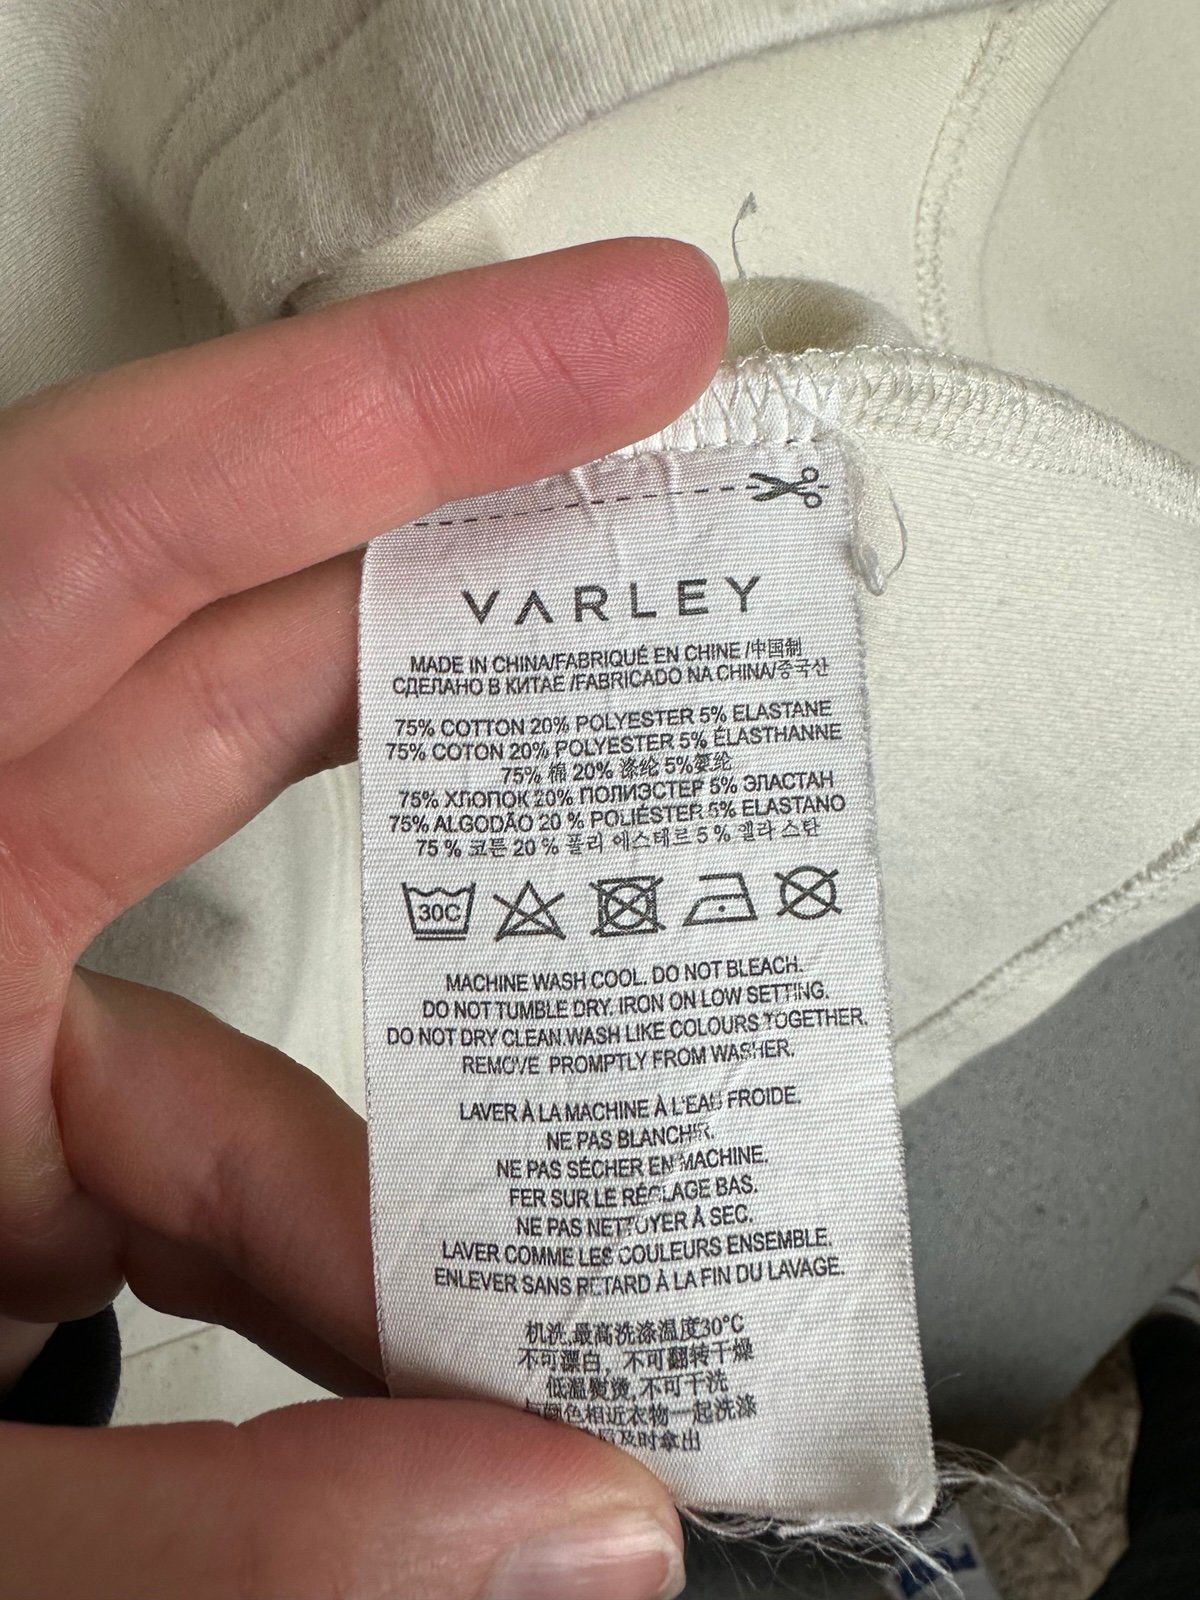 VARLEY
MADE IN CHINA/FABRIQUÉ EN CHINE /中国制
СДЕЛАНО В КИТАЕ /FABRICADO NA CHINA/중국산
75% COTTON 20% POLYESTER 5% ELASTANE
75% COTON 20% POLYESTER 5% ÉLASTHANNE
75% 棉 20% 涤纶 5%氨纶
75% ХЛОПОК 20% ПОЛИЭСТЕР 5% ЭЛАСТАН
75% ALGODÃO 20 % POLIÉSTER 5% ELASTANO
75 % 코튼 20 % 폴리 에스테르 5 % 엘라 스탄
30C
MACHINE WASH COOL. DO NOT BLEACH.
DO NOT TUMBLE DRY. IRON ON LOW SETTING.
DO NOT DRY CLEAN.WASH LIKE COLOURS TOGETHER.
REMOVE PROMPTLY FROM WASHER.
LAVER À LA MACHINE À L'EAU FROIDE.
NE PAS BLANCHIR.
NE PAS SÉCHER EN MACHINE.
FER SUR LE RÉGLAGE BAS.
NE PAS NETTOYER À SEC.
LAVER COMME LES COULEURS ENSEMBLE.
ENLEVER SANS RETARD À LA FIN DU LAVAGE.
机洗,最高洗涤温度30°C
不可漂白，不可翻转干燥
低温熨烫,不可干洗
与颜色相近衣物一起洗涤
及时拿出